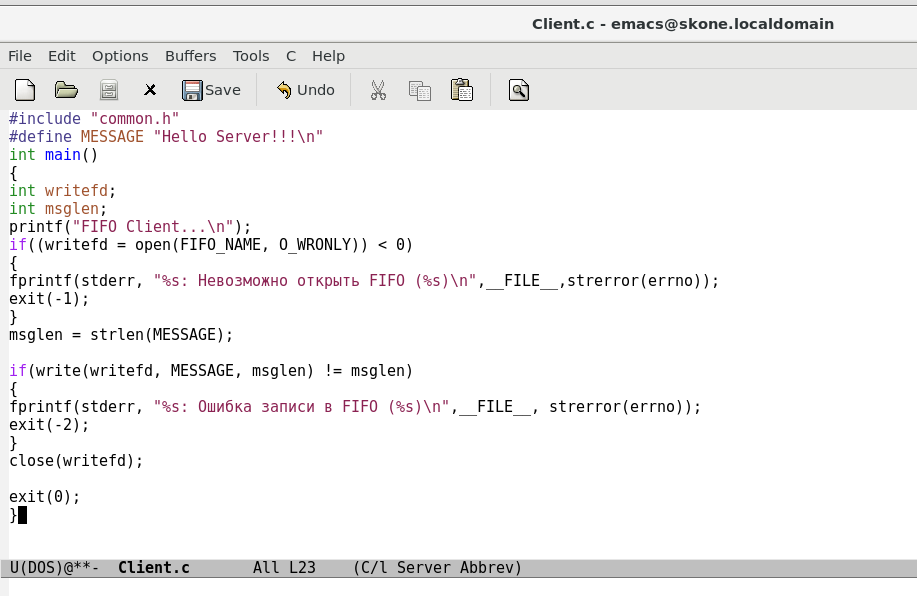 Client.c - emacs@skone.localdomain
File Edit Options Buffers Tools C Help
Save Undo
#include "common.h"
#define MESSAGE "Hello Server!!!\n"
int main()
{
int writefd;
int msglen;
printf("FIFO Client...\n");
if((writefd = open(FIFO_NAME, O_WRONLY)) < 0)
{
fprintf(stderr, "%s: Невозможно открыть FIFO (%s)\n",__FILE__,strerror(errno));
exit(-1);
}
msglen = strlen(MESSAGE);
if(write(writefd, MESSAGE, msglen) != msglen)
{
fprintf(stderr, "%s: Ошибка записи в FIFO (%s)\n",__FILE__, strerror(errno));
exit(-2);
}
close(writefd);
exit(0);
}
U(DOS)@**- Client.c All L23 (C/l Server Abbrev)